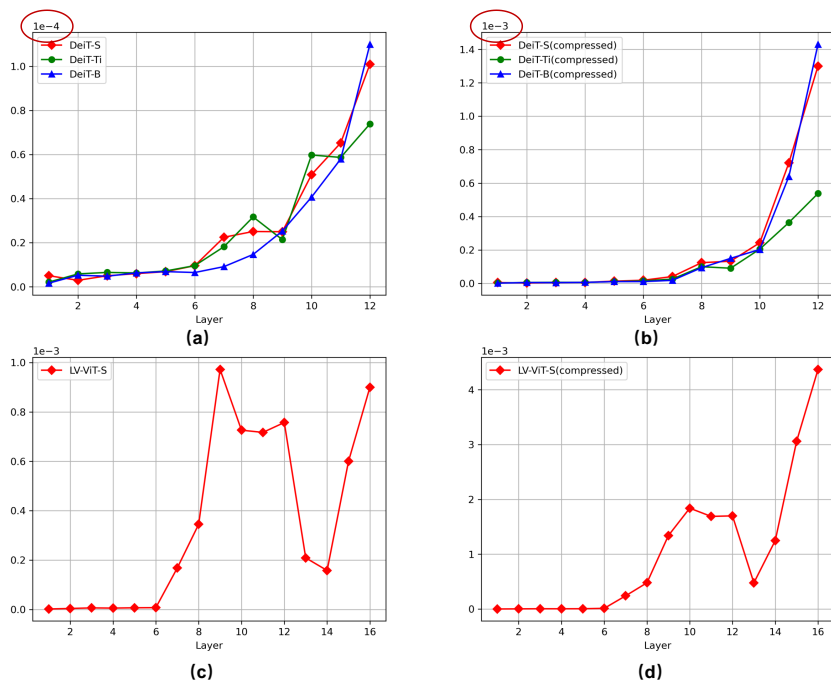 1e−4
DeiT-S
DeiT-Ti
DeiT-B
1.0
0.8
0.6
0.4
0.2
0.0
2 4 6 8 10 12
Layer
(a)
1e−3
DeiT-S(compressed)
DeiT-Ti(compressed)
DeiT-B(compressed)
1.4
1.2
1.0
0.8
0.6
0.4
0.2
0.0
2 4 6 8 10 12
Layer
(b)
1e−3
LV-ViT-S
1.0
0.8
0.6
0.4
0.2
0.0
2 4 6 8 10 12 14 16
Layer
(c)
1e−3
LV-ViT-S(compressed)
4
3
2
1
0
2 4 6 8 10 12 14 16
Layer
(d)